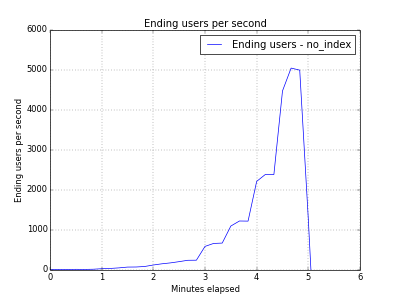 Ending users per second
Ending users - no_index
Ending users per second
6000
5000
4000
3000
2000
1000
0
0 1 2 3 4 5 6
Minutes elapsed